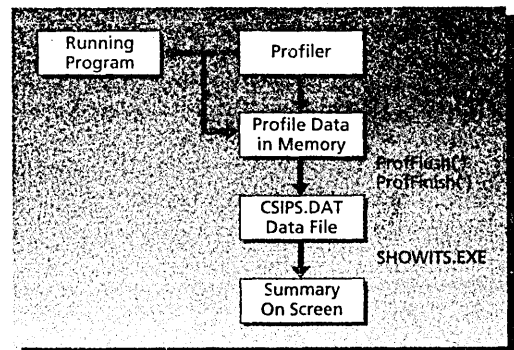 Running
Program
Profiler
Profile Data
in Memory
ProfFlush()
ProfFinish()
CSIPS.DAT
Data File
SHOWITS.EXE
Summary
On Screen